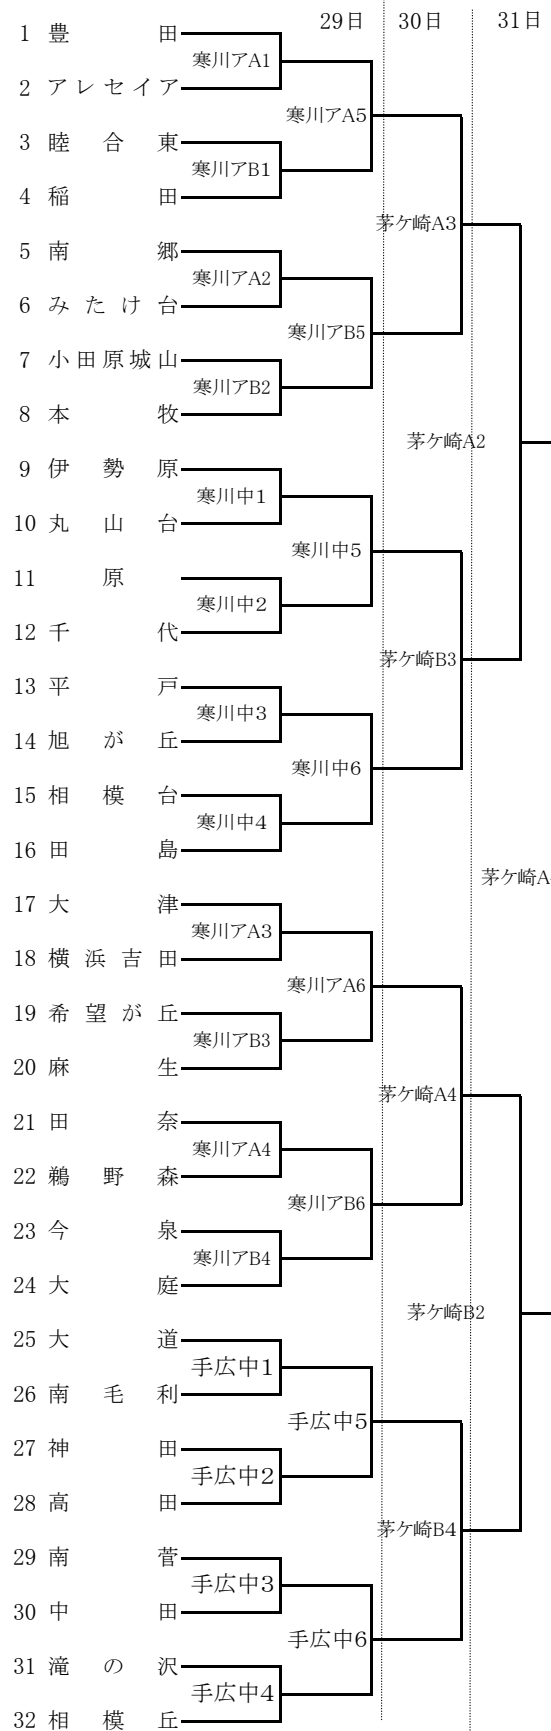 29日 30日 31日
1 豊田
寒川アA1
2 アレセイア
寒川アA5
3 睦合東
寒川アB1
4 稲田
茅ケ崎A3
5 南郷
寒川アA2
6 みたけ台
寒川アB5
7 小田原城山
寒川アB2
8 本牧
茅ケ崎A2
9 伊勢原
寒川中1
10 丸山台
寒川中5
11 原
寒川中2
12 千代
茅ケ崎B3
13 平戸
寒川中3
14 旭が丘
寒川中6
15 相模台
寒川中4
16 田島
茅ケ崎A
17 大津
寒川アA3
18 横浜吉田
寒川アA6
19 希望が丘
寒川アB3
20 麻生
茅ケ崎A4
21 田奈
寒川アA4
22 鵜野森
寒川アB6
23 今泉
寒川アB4
24 大庭
茅ケ崎B2
25 大道
手広中1
26 南毛利
手広中5
27 神田
手広中2
28 高田
茅ケ崎B4
29 南菅
手広中3
30 中田
手広中6
31 滝の沢
手広中4
32 相模丘